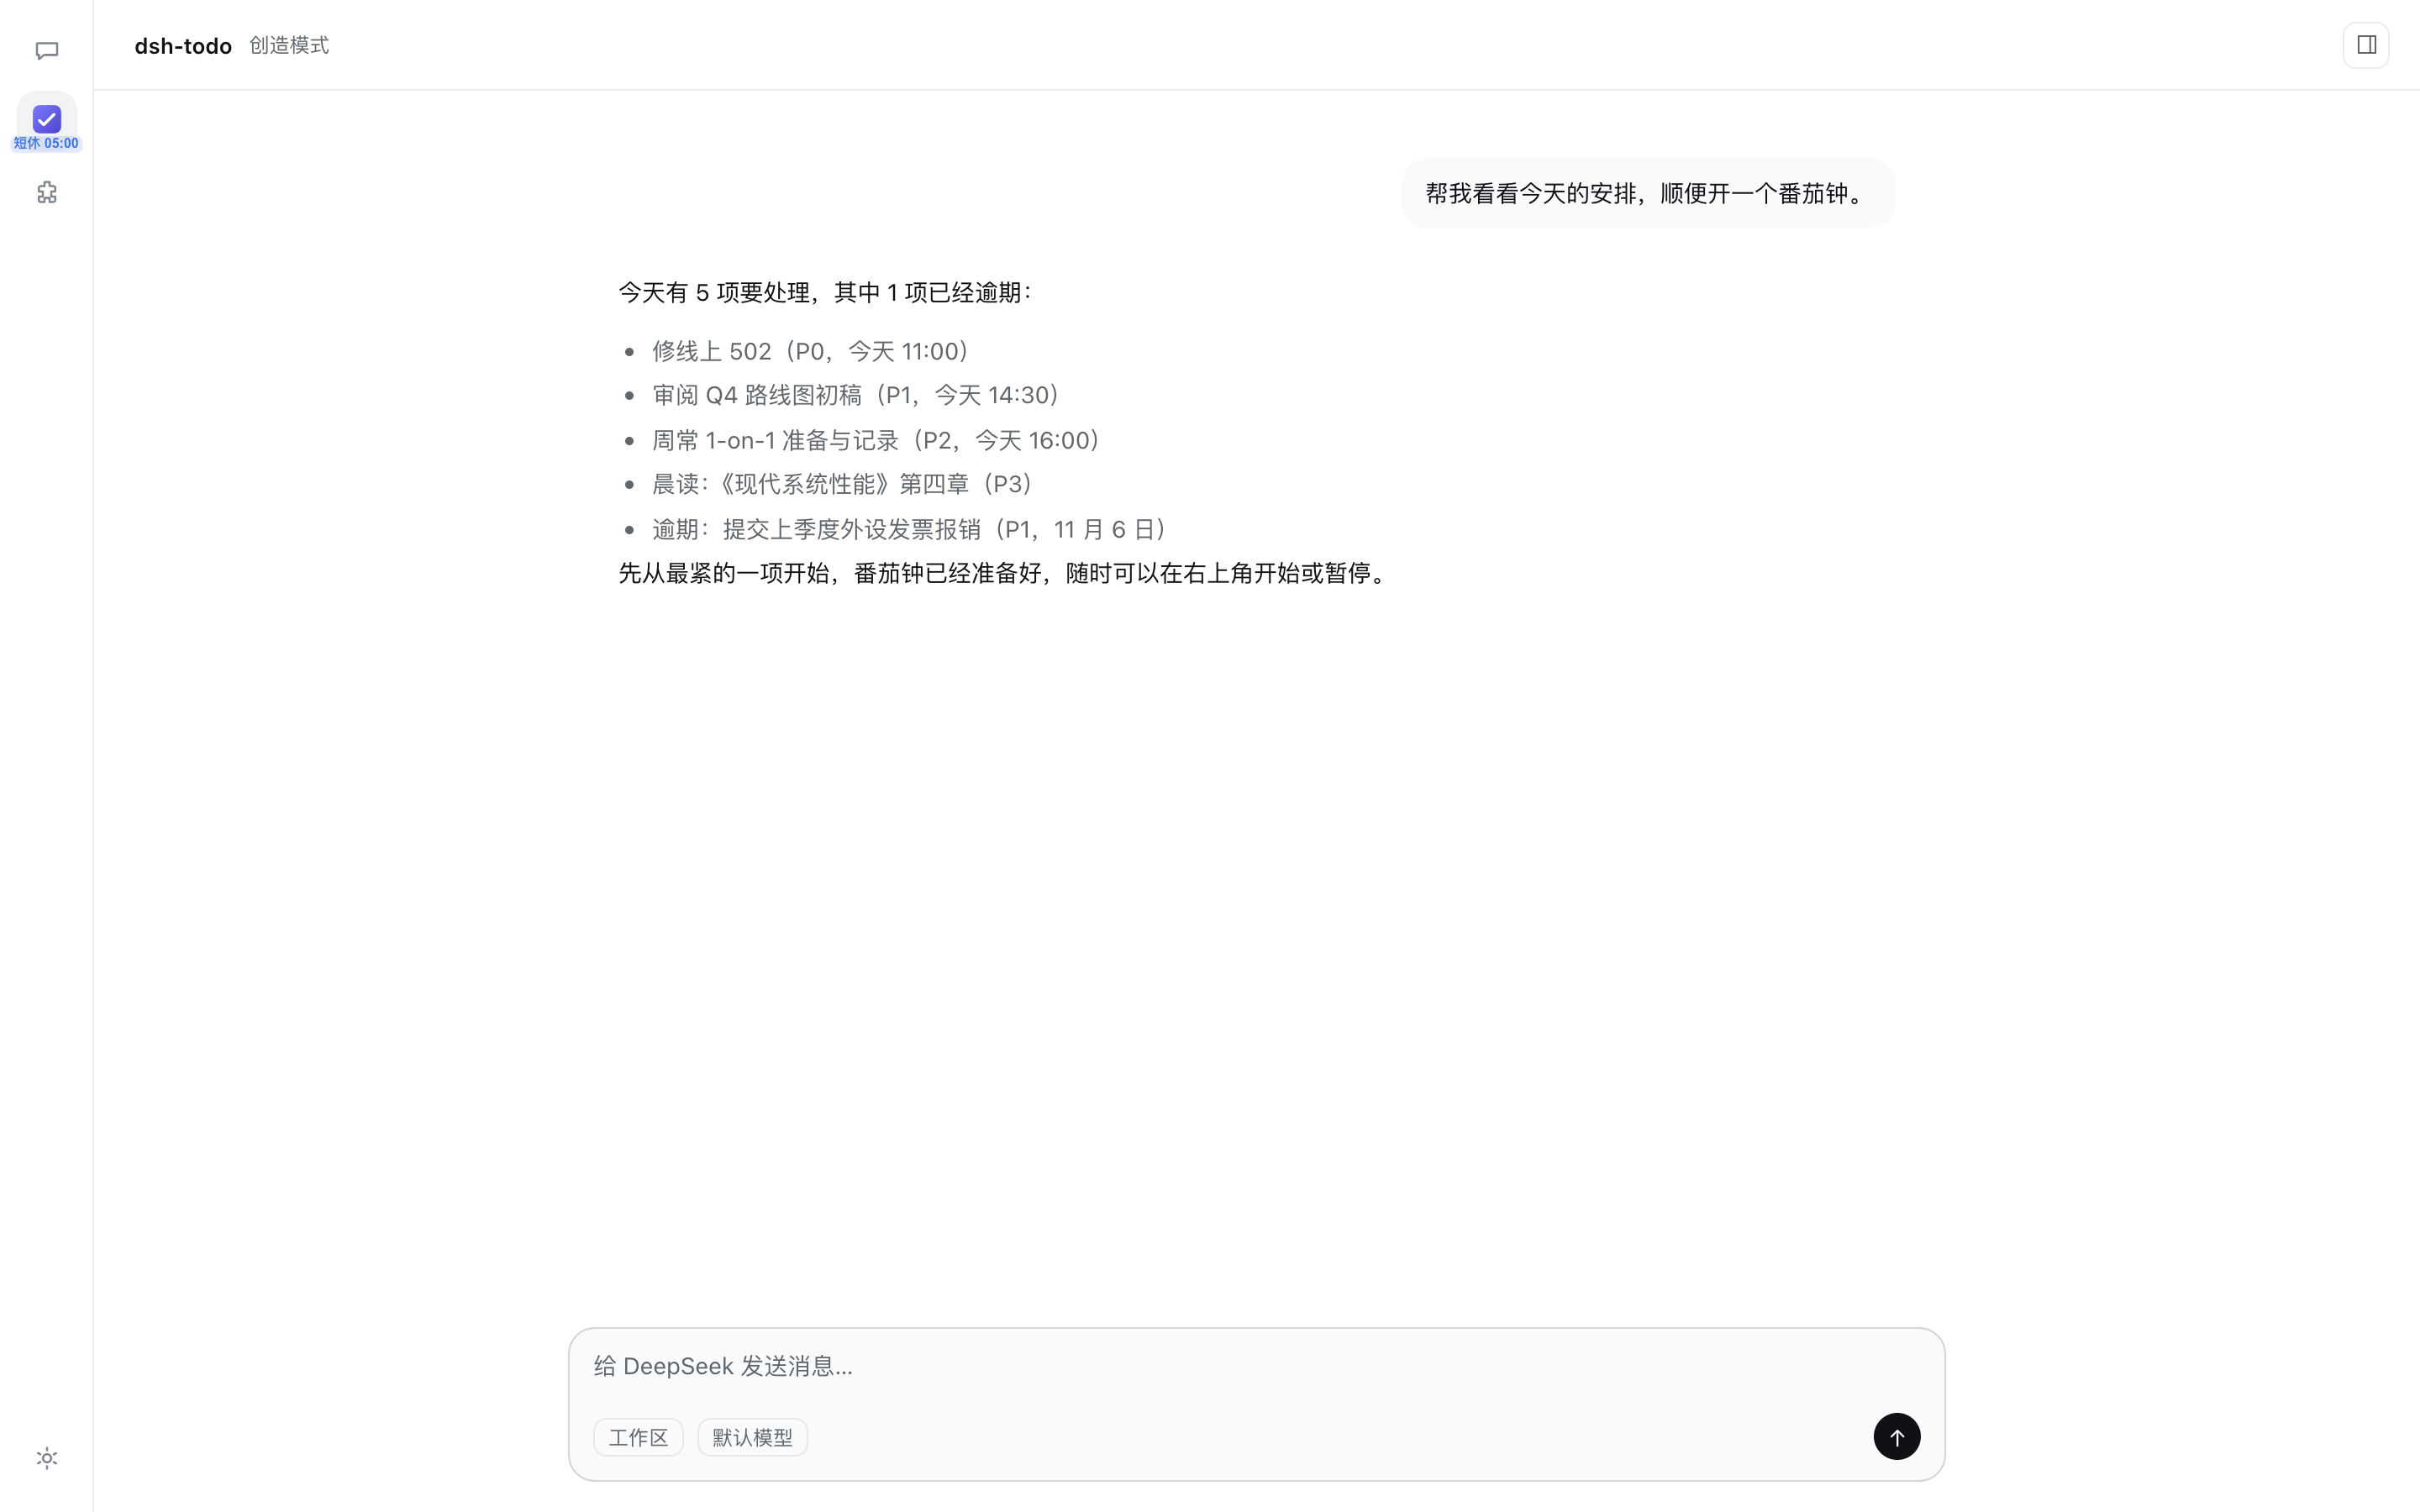 dsh-todo 创造模式
短休 05:00
帮我看看今天的安排，顺便开一个番茄钟。
今天有 5 项要处理，其中 1 项已经逾期：
• 修线上 502（P0，今天 11:00）
• 审阅 Q4 路线图初稿（P1，今天 14:30）
• 周常 1-on-1 准备与记录（P2，今天 16:00）
• 晨读：《现代系统性能》第四章（P3）
• 逾期：提交上季度外设发票报销（P1，11 月 6 日）
先从最紧的一项开始，番茄钟已经准备好，随时可以在右上角开始或暂停。
给 DeepSeek 发送消息...
工作区 默认模型